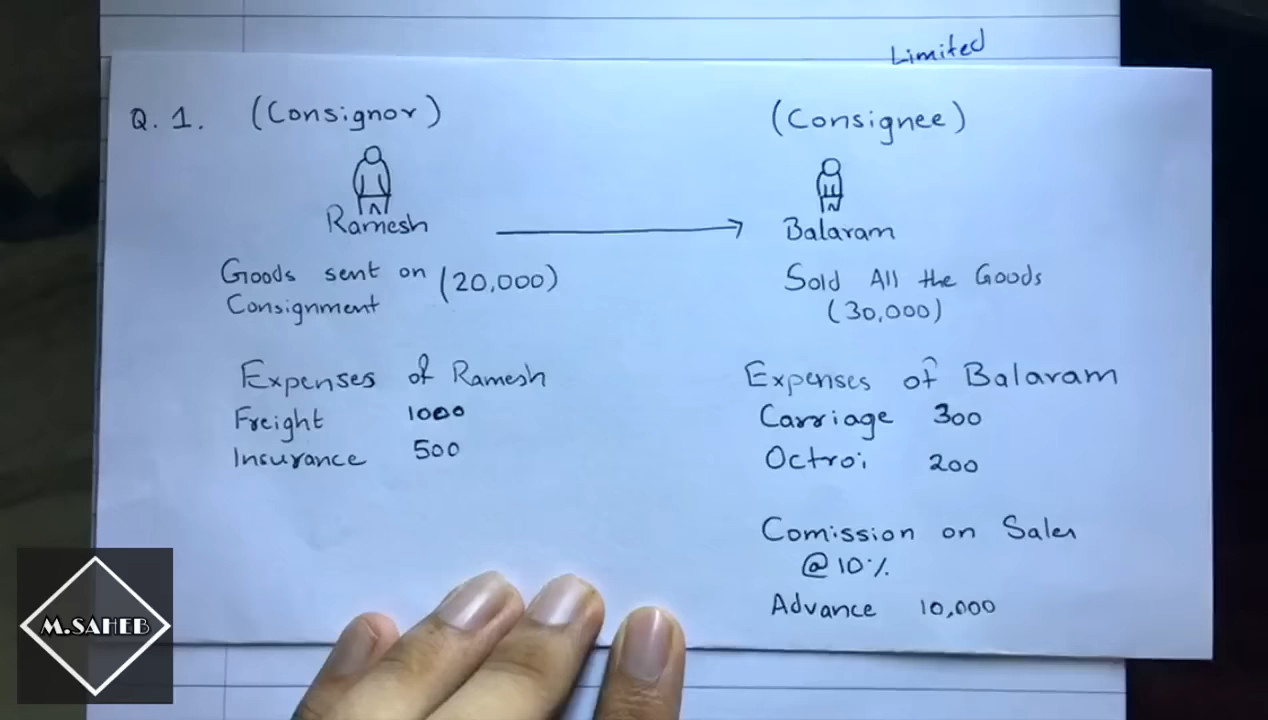 Limited
Q. 1. (Consignor)
(Consignee)
Ramesh
Balaram
Goods sent on (20,000)
Consignment
Sold All the Goods
(30,000)
Expenses of Ramesh
Freight 1000
Insurance 500
Expenses of Balaram
Carriage 300
Octroi 200
Comission on Sales
@ 10%
Advance 10,000
M.SAHEB